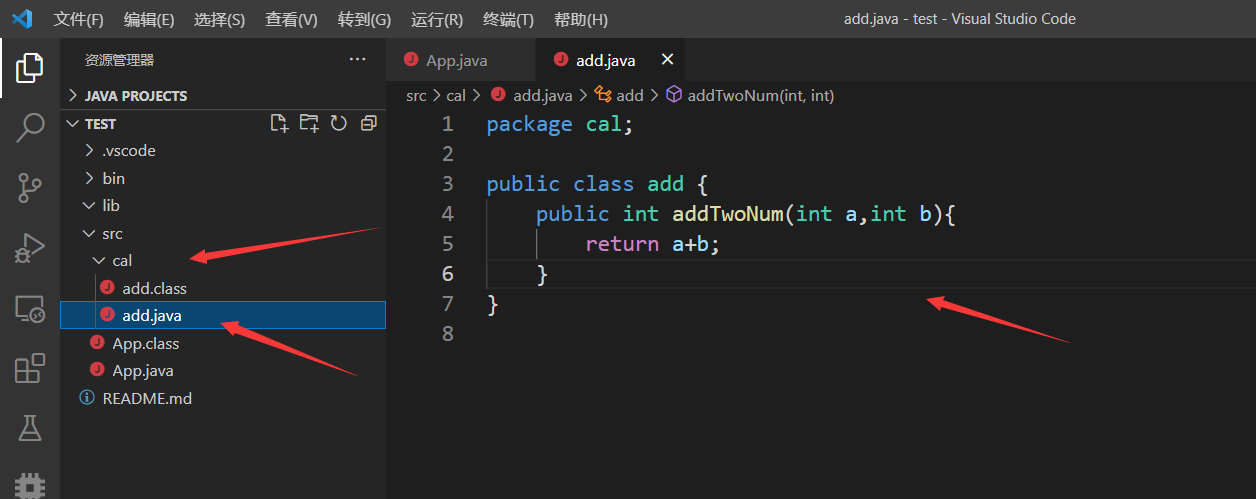 文件(F) 编辑(E) 选择(S) 查看(V) 转到(G) 运行(R) 终端(T) 帮助(H) add.java - test - Visual Studio Code
资源管理器 ···
JAVA PROJECTS
TEST
.vscode
bin
lib
src
cal
add.class
add.java
App.class
App.java
README.md
App.java add.java ×
src > cal > add.java > add > addTwoNum(int, int)
1 package cal;
2
3 public class add {
4 public int addTwoNum(int a,int b){
5 return a+b;
6 }
7 }
8